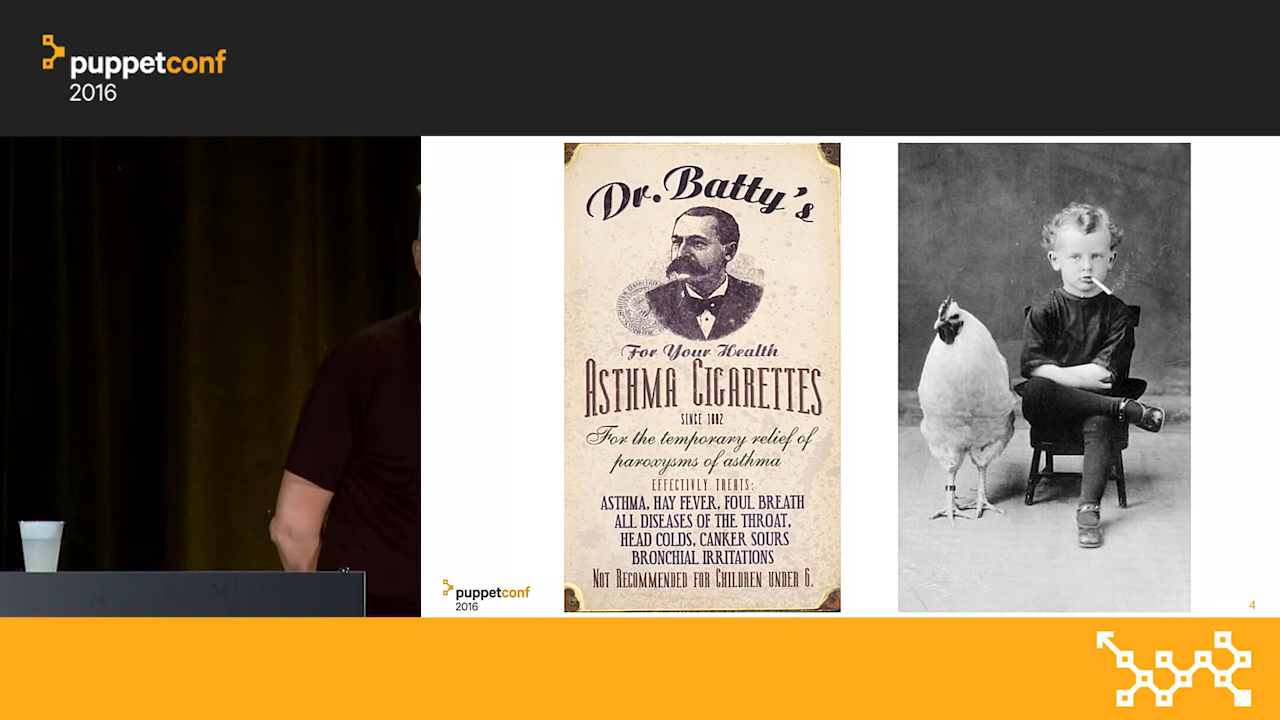 puppetconf
2016
Dr. Batty's
For Your Health
ASTHMA CIGARETTES
SINCE 1882
For the temporary relief of
paroxysms of asthma
EFFECTIVLY TREATS:
ASTHMA, HAY FEVER, FOUL BREATH
ALL DISEASES OF THE THROAT,
HEAD COLDS, CANKER SOURS
BRONCHIAL IRRITATIONS
NOT RECOMMENDED FOR CHILDREN UNDER 6.
puppetconf
2016
4